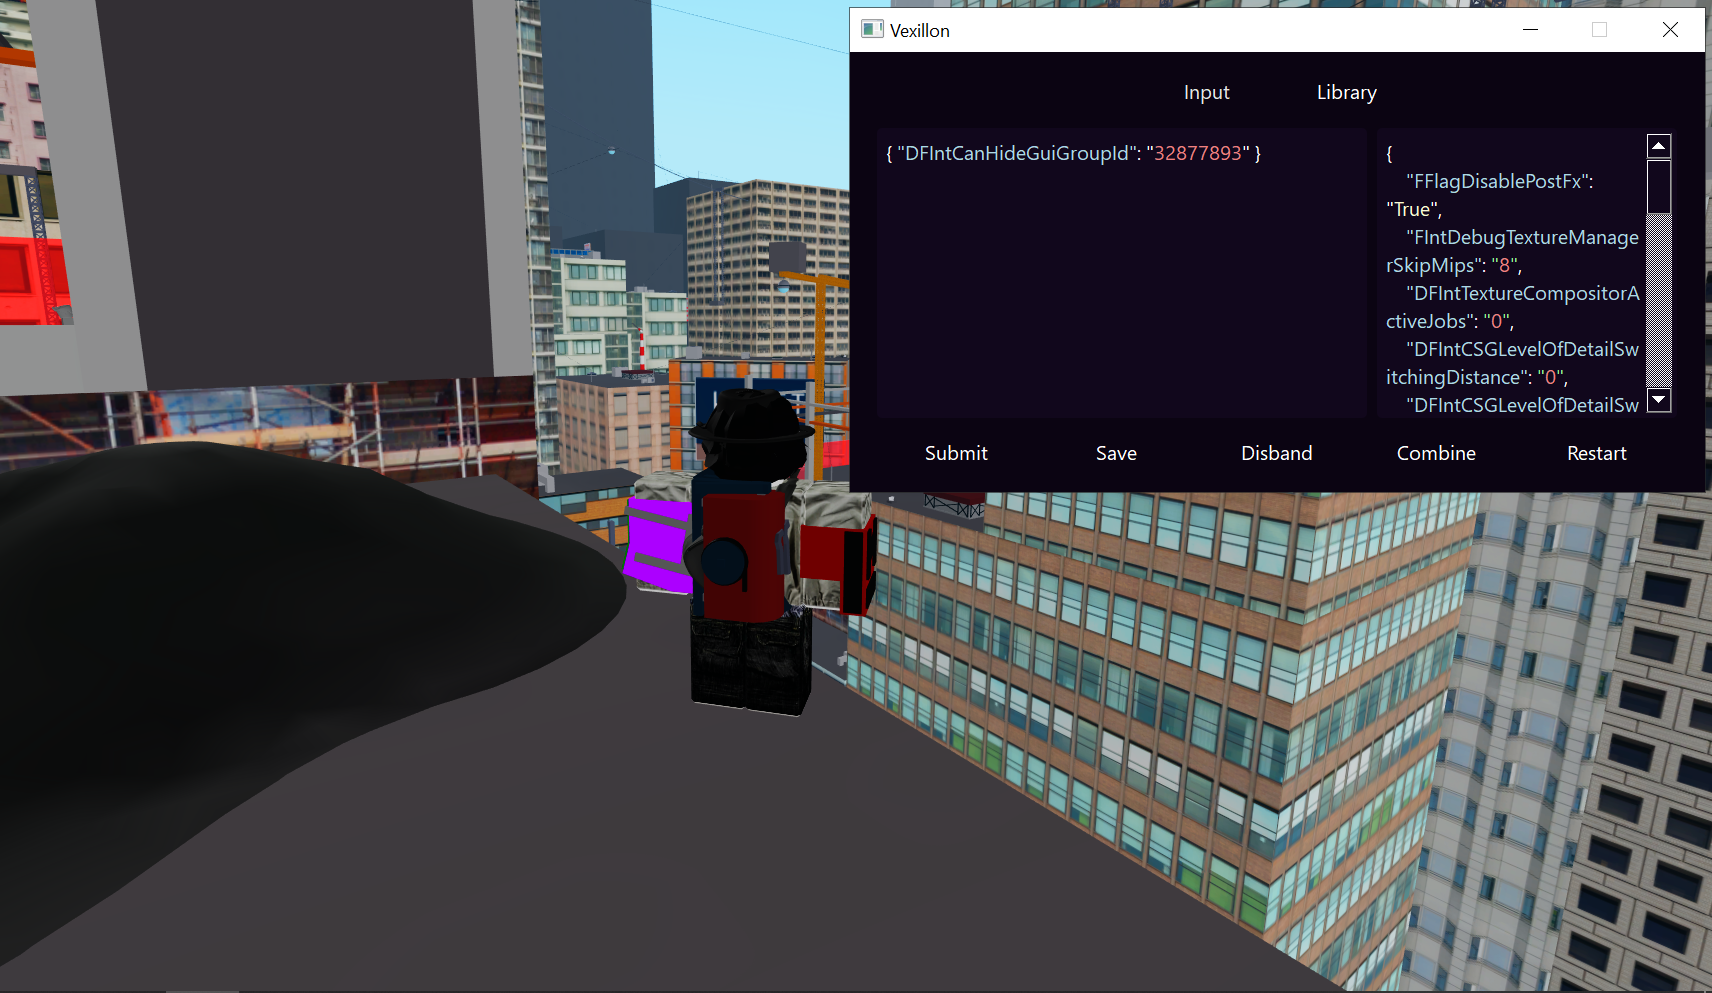 Vexillon
Input Library
{ "DFIntCanHideGuiGroupId": "32877893" }
{
"FFlagDisablePostFx":
"True",
"FIntDebugTextureManage
rSkipMips": "8",
"DFIntTextureCompositorA
ctiveJobs": "0",
"DFIntCSGLevelOfDetailSw
itchingDistance": "0",
"DFIntCSGLevelOfDetailSw
Submit Save Disband Combine Restart